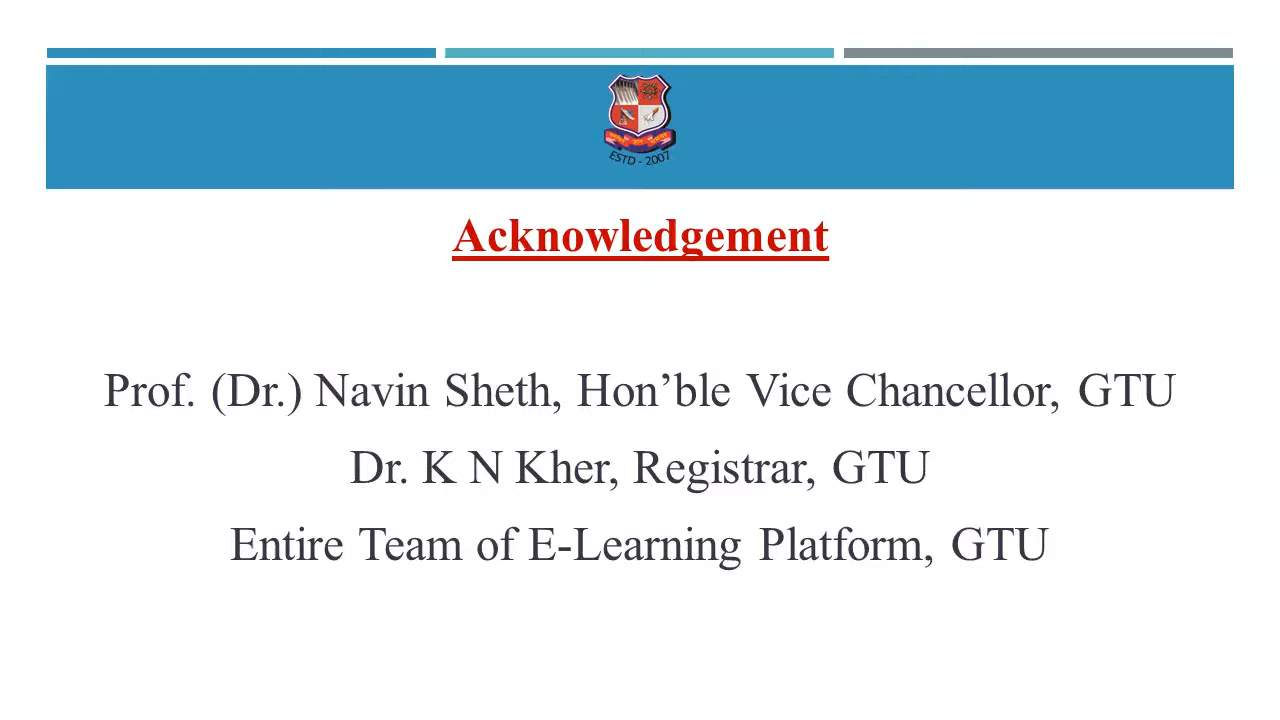 ESTD - 2007
Acknowledgement
Prof. (Dr.) Navin Sheth, Hon’ble Vice Chancellor, GTU
Dr. K N Kher, Registrar, GTU
Entire Team of E-Learning Platform, GTU